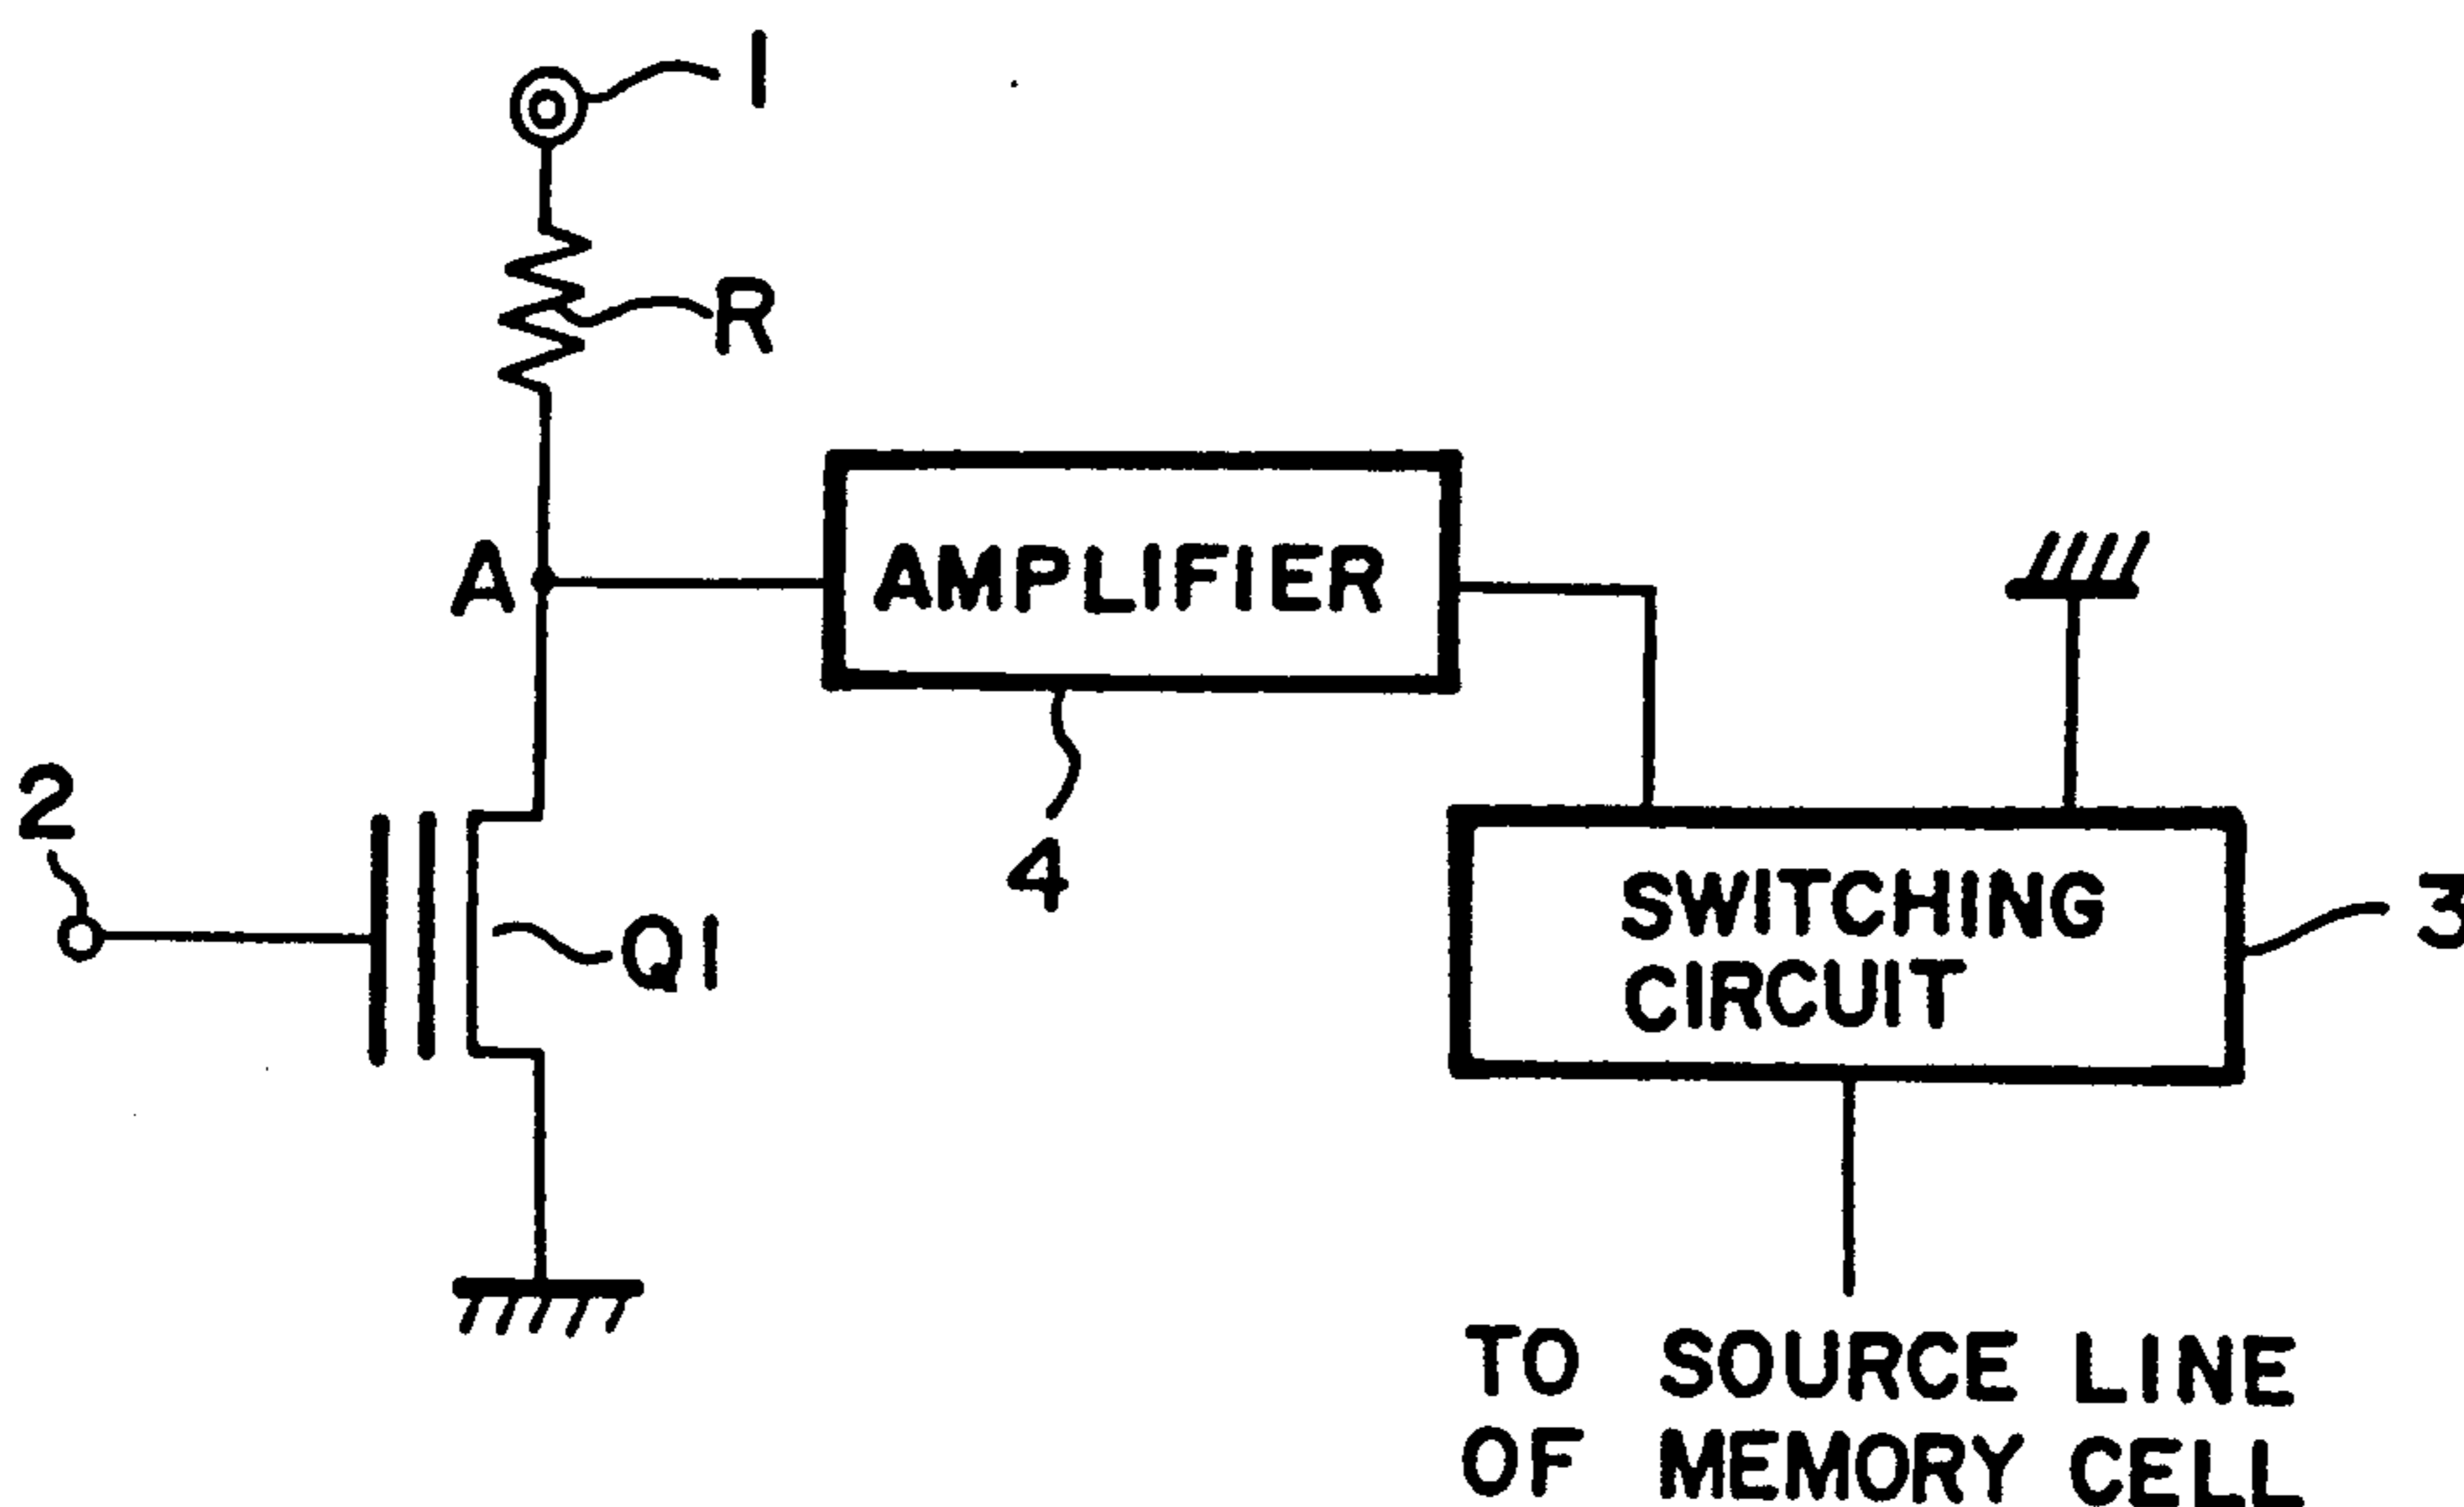 1
R
A
AMPLIFIER
2
4
Q1
SWITCHING
CIRCUIT
3
TO SOURCE LINE
OF MEMORY CELL